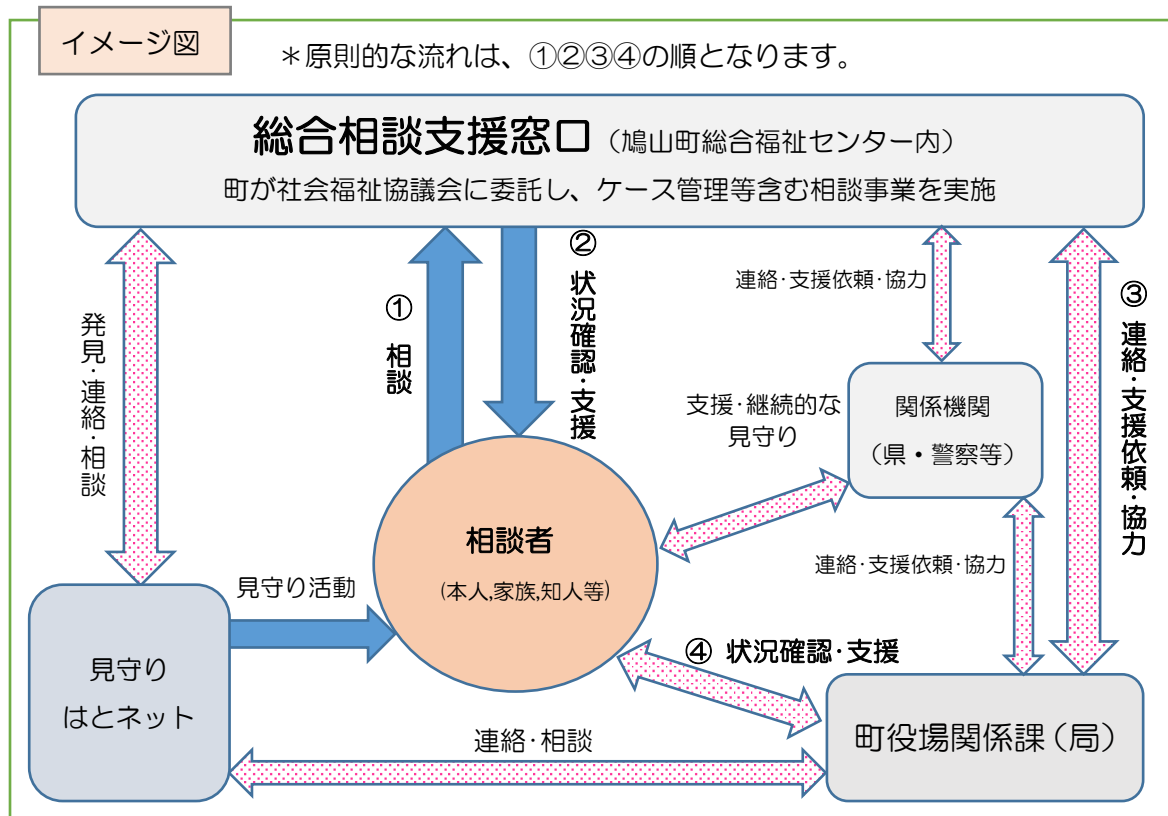 イメージ図
＊原則的な流れは、①②③④の順となります。
総合相談支援窓口（鳩山町総合福祉センター内）
町が社会福祉協議会に委託し、ケース管理等含む相談事業を実施
発見・連絡・相談
① 相談
② 状況確認・支援
連絡・支援依頼・協力
③ 連絡・支援依頼・協力
支援・継続的な
見守り
関係機関
（県・警察等）
相談者
(本人,家族,知人等)
連絡・支援依頼・協力
見守り活動
見守り
はとネット
④ 状況確認・支援
町役場関係課（局）
連絡・相談